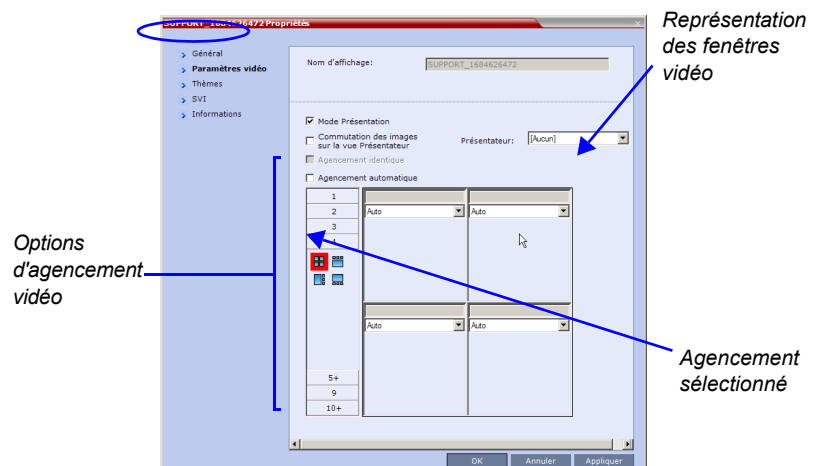 SUPPORT_1684626472 Propriétés
Général
Paramètres vidéo
Thèmes
SVI
Informations
Nom d'affichage:
SUPPORT_1684626472
Mode Présentation
Commutation des images
sur la vue Présentateur
Présentateur:
[Aucun]
Agencement identique
Agencement automatique
1
2
3
4
Auto
Auto
Auto
Auto
5+
9
10+
OK
Annuler
Appliquer
Représentation
des fenêtres
vidéo
Options
d'agencement
vidéo
Agencement
sélectionné